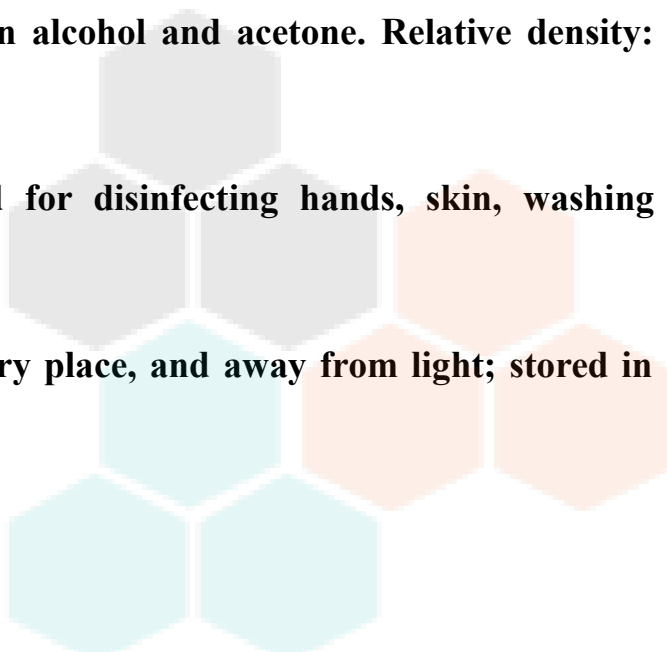 n alcohol and acetone. Relative density:
for disinfecting hands, skin, washing
ry place, and away from light; stored in